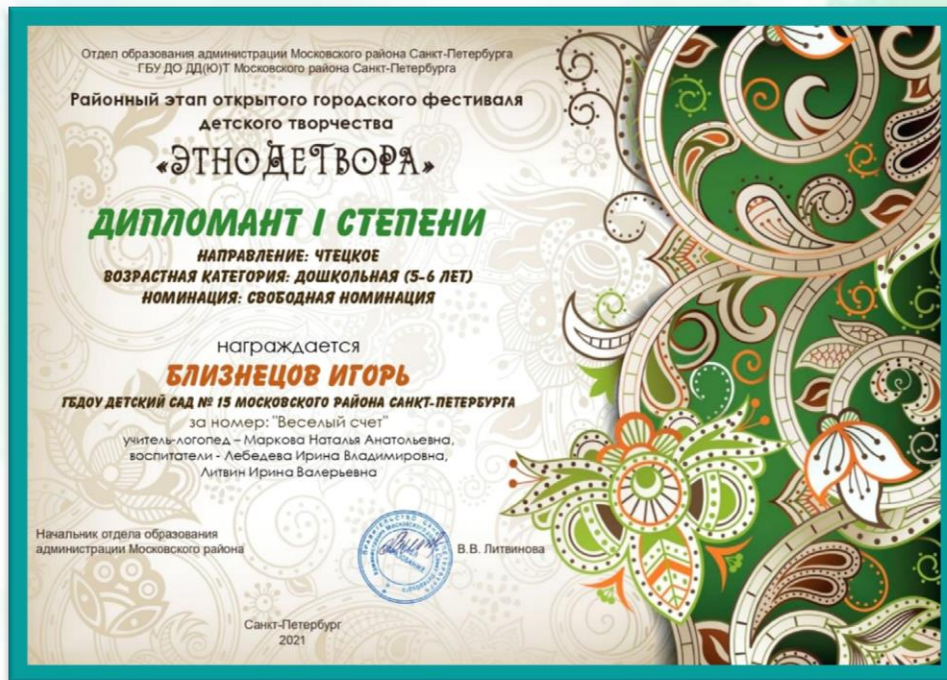 Отдел образования администрации Московского района Санкт-Петербурга
ГБУ ДО ДД(Ю)Т Московского района Санкт-Петербурга
Районный этап открытого городского фестиваля
детского творчества
«ЭТНОДЕТВОРА»
ДИПЛОМАНТ I СТЕПЕНИ
НАПРАВЛЕНИЕ: ЧТЕЦКОЕ
ВОЗРАСТНАЯ КАТЕГОРИЯ: ДОШКОЛЬНАЯ (5-6 ЛЕТ)
НОМИНАЦИЯ: СВОБОДНАЯ НОМИНАЦИЯ
награждается
БЛИЗНЕЦОВ ИГОРЬ
ГБДОУ ДЕТСКИЙ САД № 15 МОСКОВСКОГО РАЙОНА САНКТ-ПЕТЕРБУРГА
за номер: "Веселый счет"
учитель-логопед – Маркова Наталья Анатольевна,
воспитатели - Лебедева Ирина Владимировна,
Литвин Ирина Валерьевна
Начальник отдела образования
администрации Московского района
В.В. Литвинова
Санкт-Петербург
2021